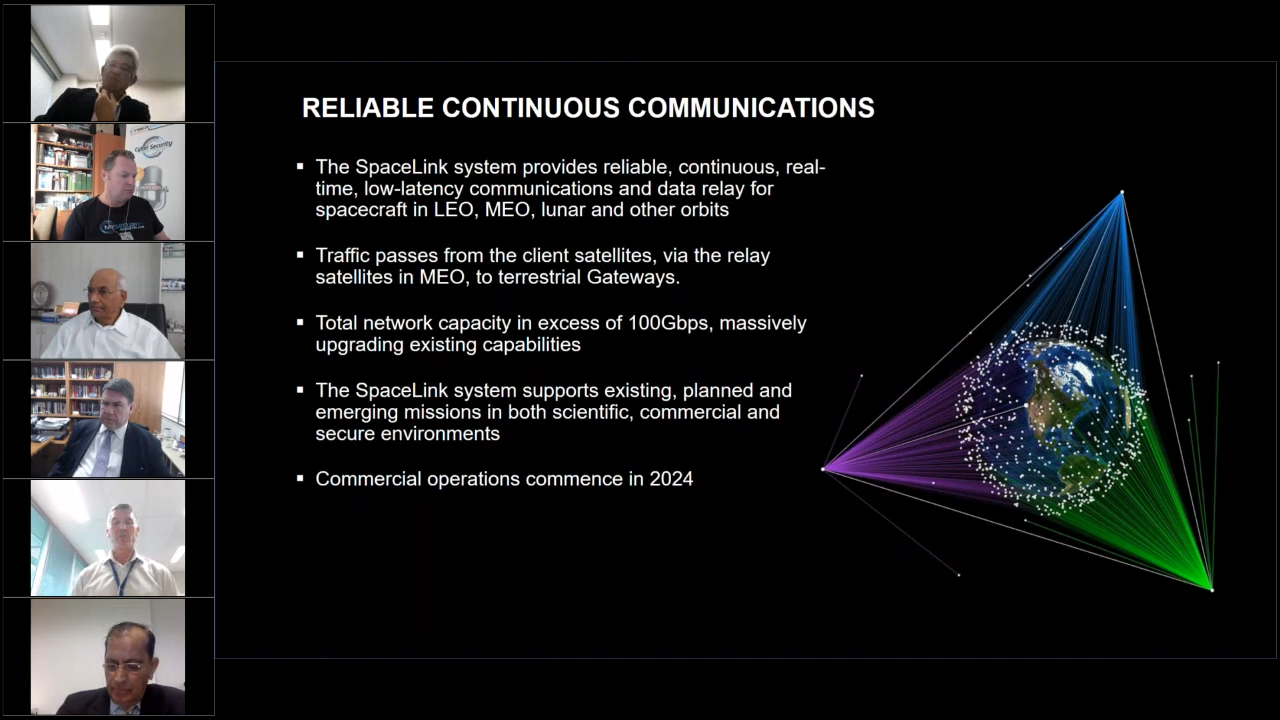 RELIABLE CONTINUOUS COMMUNICATIONS
▪ The SpaceLink system provides reliable, continuous, real-
time, low-latency communications and data relay for
spacecraft in LEO, MEO, lunar and other orbits
▪ Traffic passes from the client satellites, via the relay
satellites in MEO, to terrestrial Gateways.
▪ Total network capacity in excess of 100Gbps, massively
upgrading existing capabilities
▪ The SpaceLink system supports existing, planned and
emerging missions in both scientific, commercial and
secure environments
▪ Commercial operations commence in 2024
Cyber Security